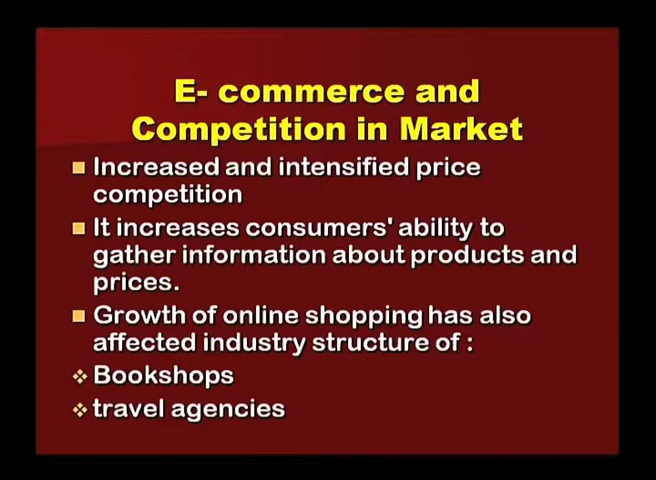 E- commerce and
Competition in Market
Increased and intensified price
competition
It increases consumers' ability to
gather information about products and
prices.
Growth of online shopping has also
affected industry structure of :
Bookshops
travel agencies